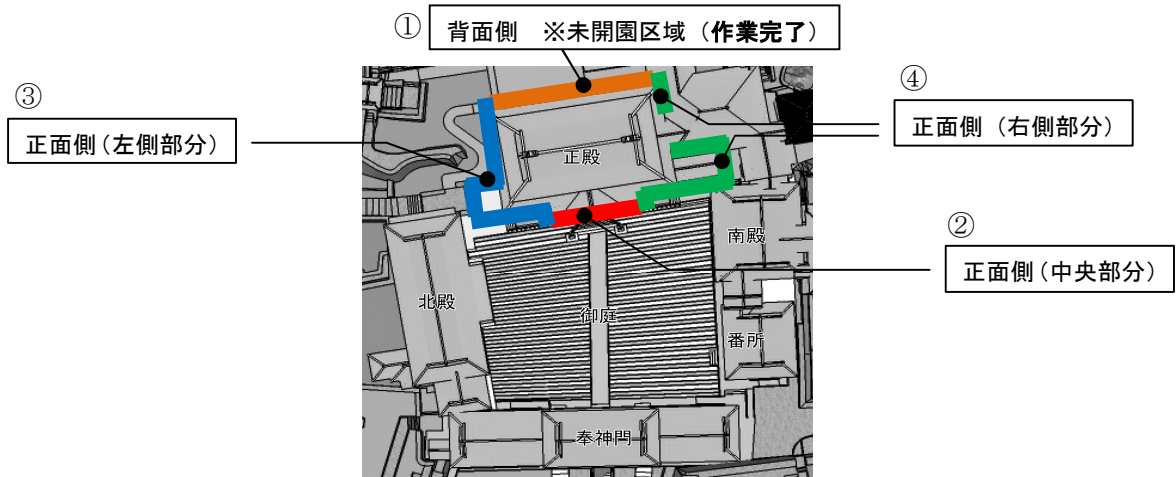 ①
背面側　※未開園区域（作業完了）
③
正面側（左側部分）
④
正面側（右側部分）
正殿
②
正面側（中央部分）
南殿
北殿
御庭
番所
奉神門